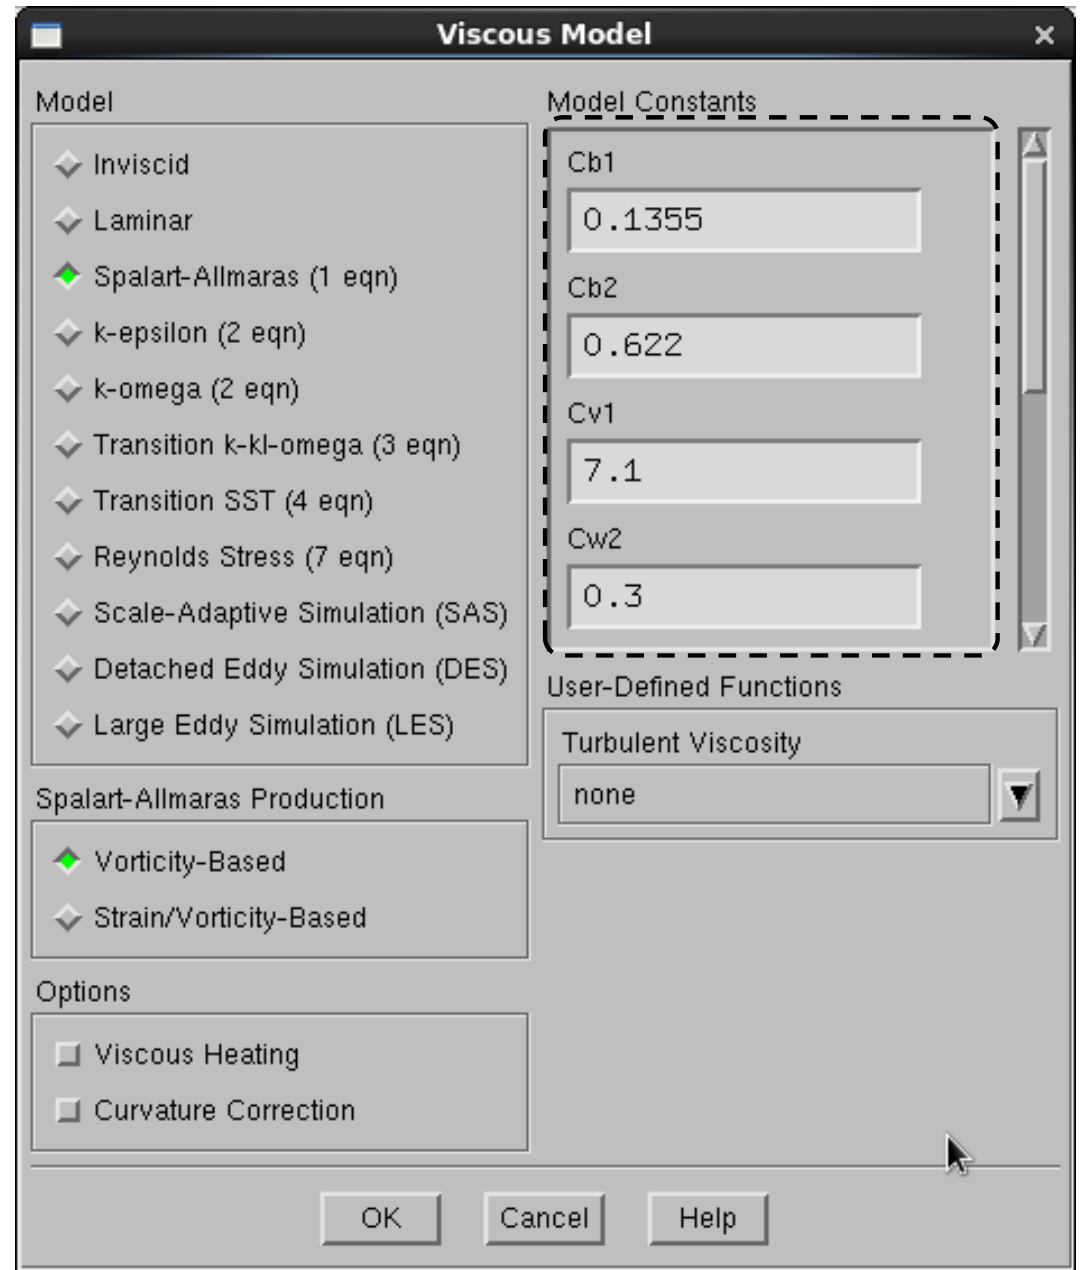 Viscous Model
Model
Inviscid
Laminar
Spalart-Allmaras (1 eqn)
k-epsilon (2 eqn)
k-omega (2 eqn)
Transition k-kl-omega (3 eqn)
Transition SST (4 eqn)
Reynolds Stress (7 eqn)
Scale-Adaptive Simulation (SAS)
Detached Eddy Simulation (DES)
Large Eddy Simulation (LES)
Spalart-Allmaras Production
Vorticity-Based
Strain/Vorticity-Based
Options
Viscous Heating
Curvature Correction
Model Constants
Cb1
0.1355
Cb2
0.622
Cv1
7.1
Cw2
0.3
User-Defined Functions
Turbulent Viscosity
none
OK
Cancel
Help